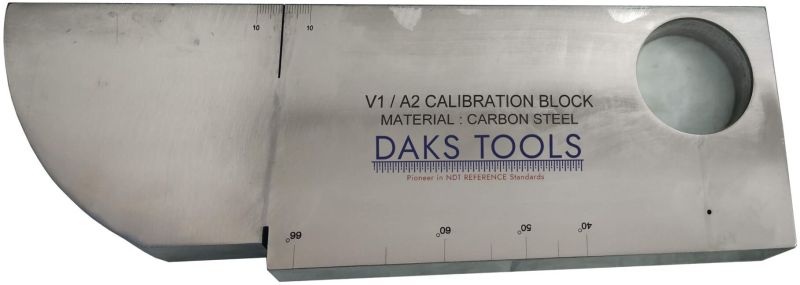 10 10
V1 / A2 CALIBRATION BLOCK
MATERIAL : CARBON STEEL
DAKS TOOLS
Pioneer in NDT REFERENCE Standards
66° 60° 50° 40°